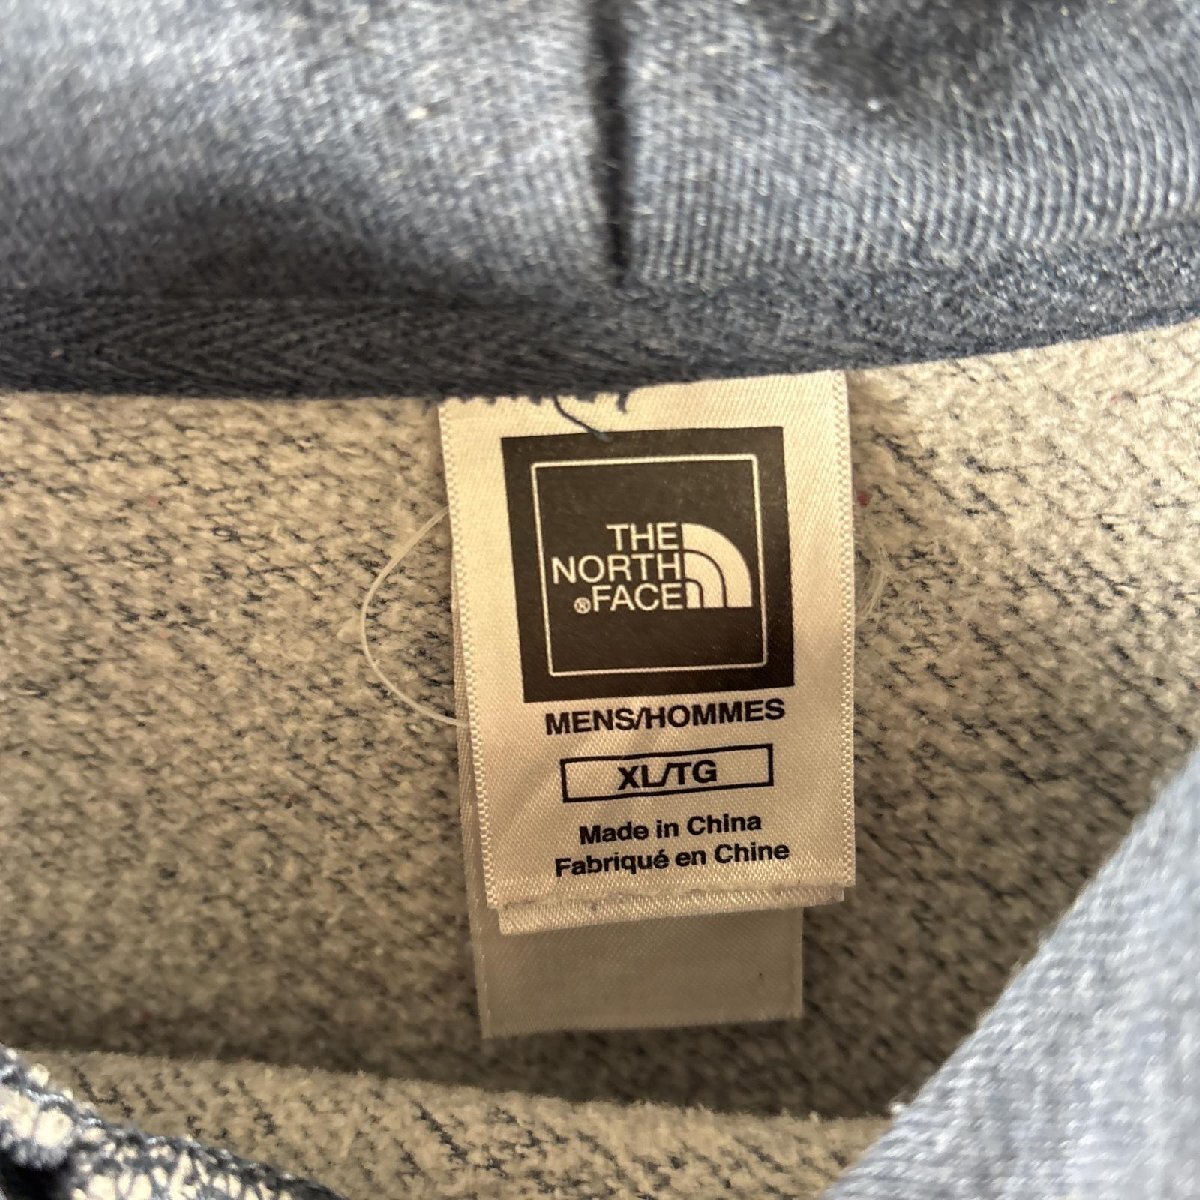 THE
NORTH
®FACE
MENS/HOMMES
XL/TG
Made in China
Fabriqué en Chine